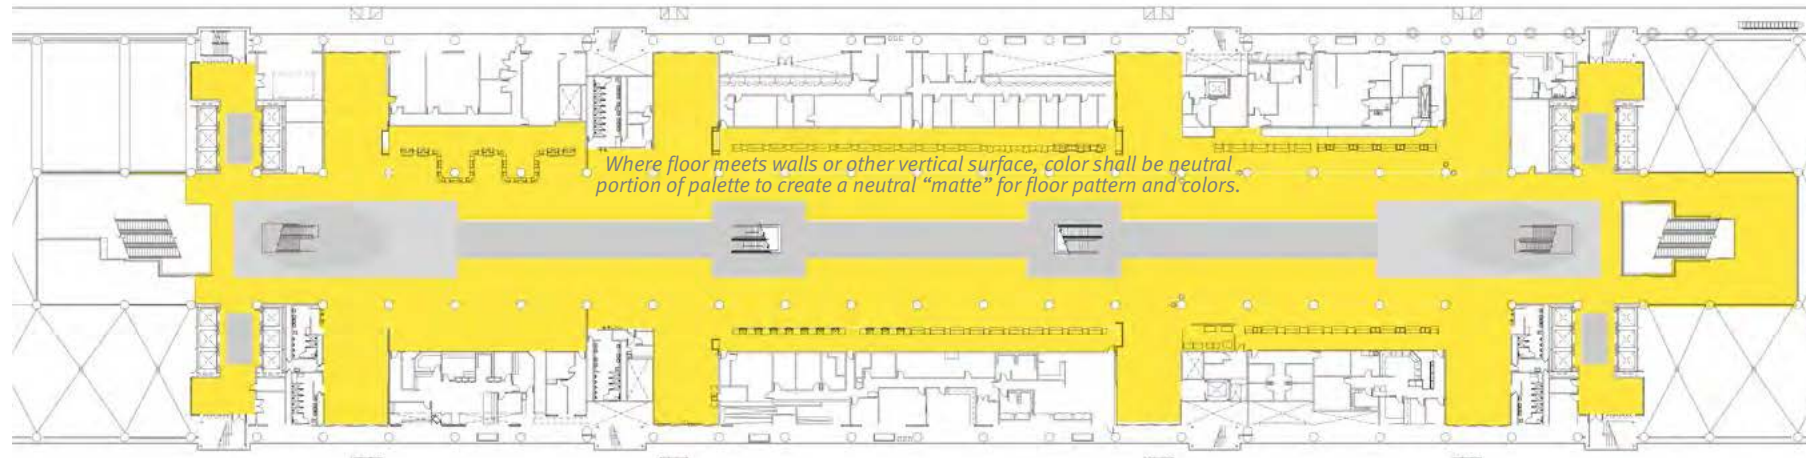 Where floor meets walls or other vertical surface, color shall be neutral
portion of palette to create a neutral “matte” for floor pattern and colors.